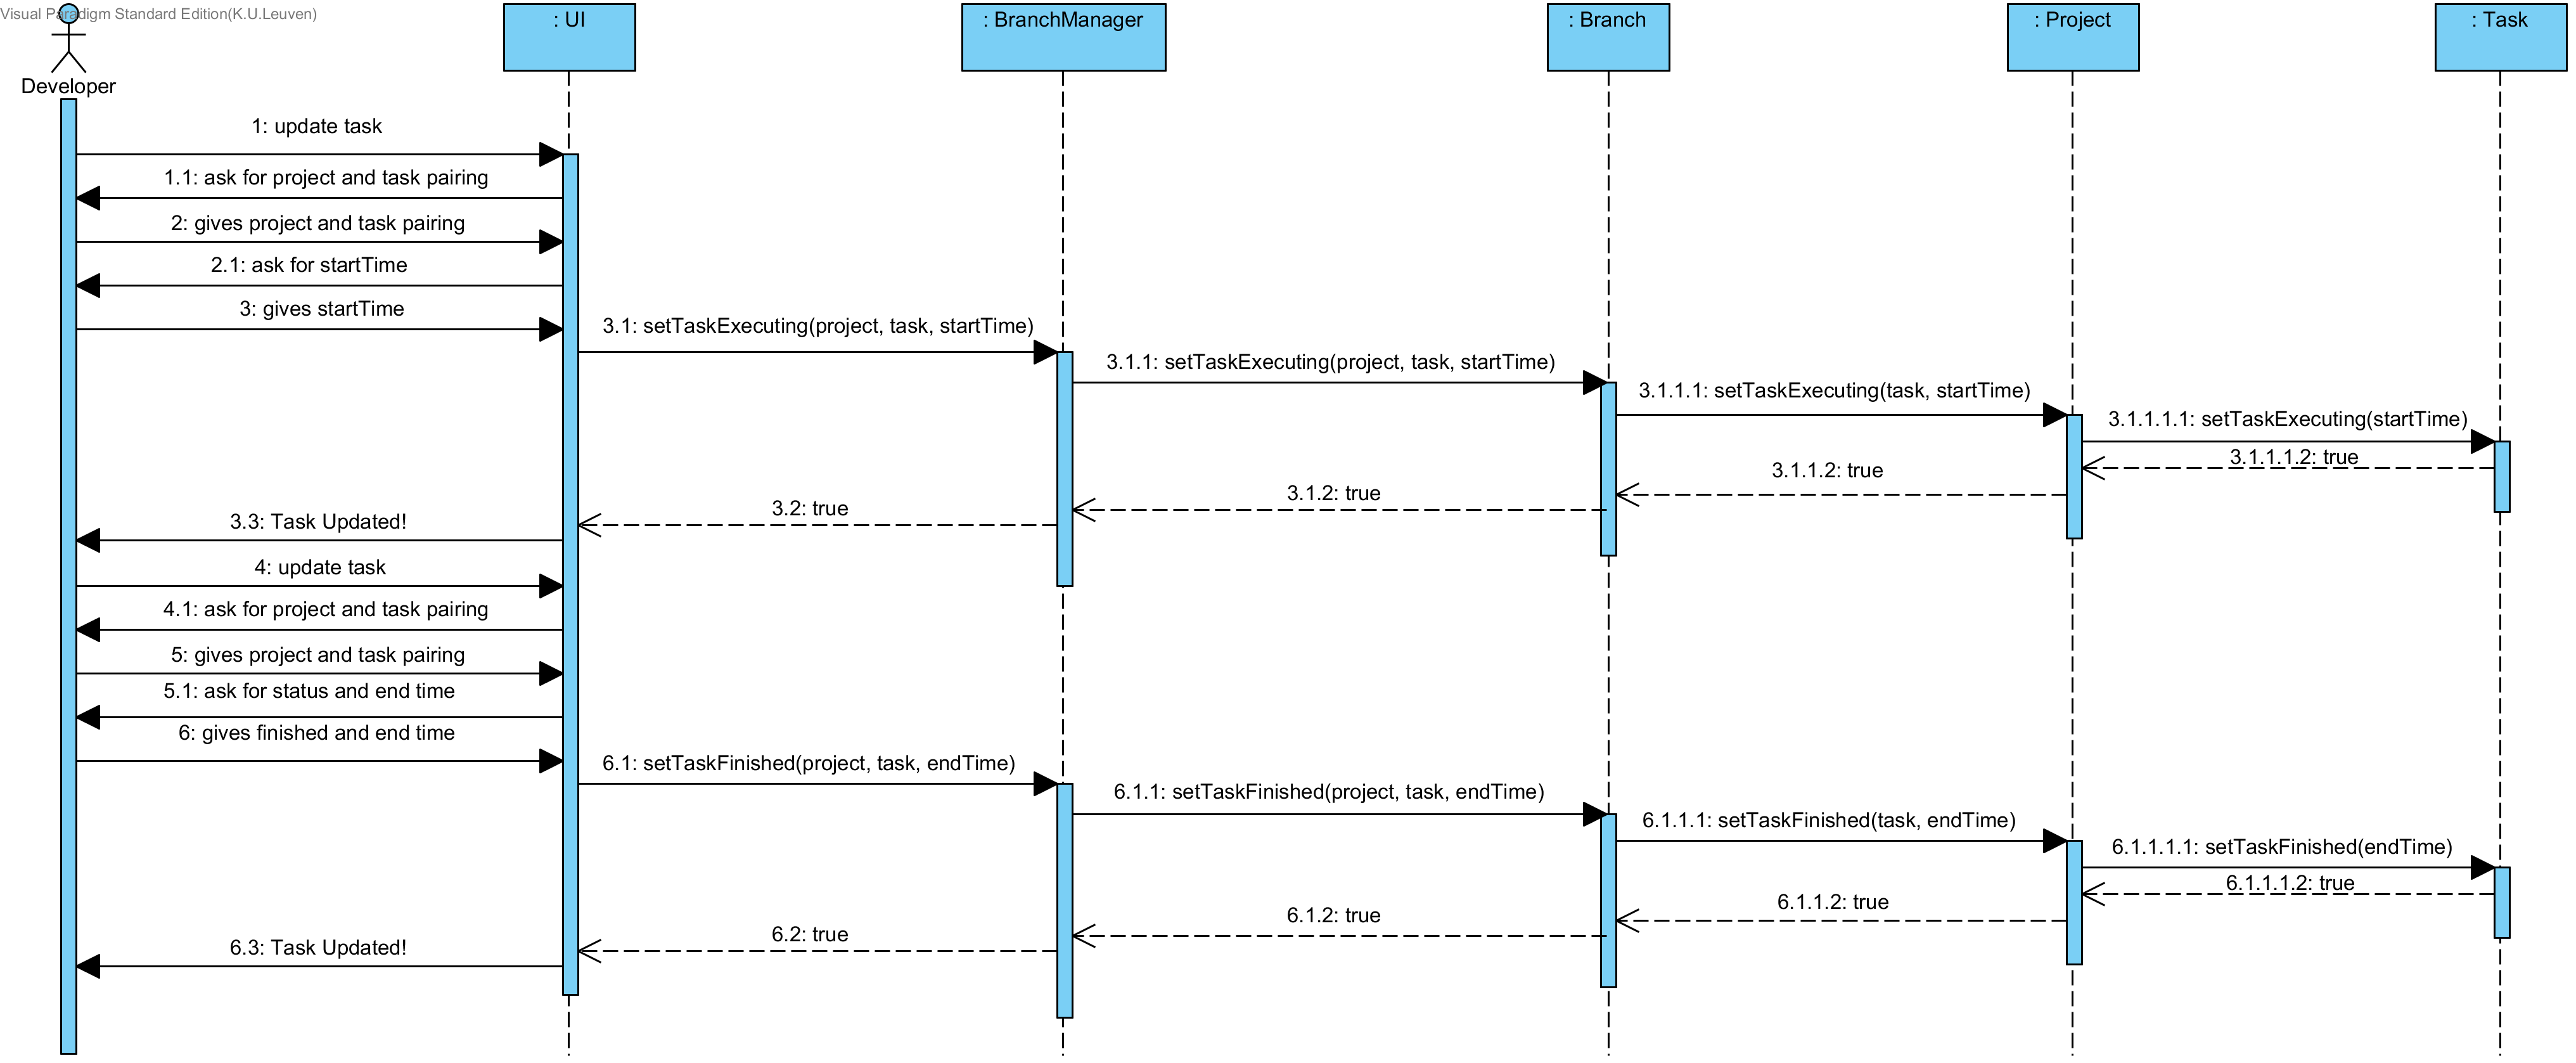 Visual Paradigm Standard Edition(K.U.Leuven)
: UI
: BranchManager
: Branch
: Project
: Task
Developer
1: update task
1.1: ask for project and task pairing
2: gives project and task pairing
2.1: ask for startTime
3: gives startTime
3.1: setTaskExecuting(project, task, startTime)
3.1.1: setTaskExecuting(project, task, startTime)
3.1.1.1: setTaskExecuting(task, startTime)
3.1.1.1.1: setTaskExecuting(startTime)
3.1.1.1.2: true
3.1.1.2: true
3.1.2: true
3.2: true
3.3: Task Updated!
4: update task
4.1: ask for project and task pairing
5: gives project and task pairing
5.1: ask for status and end time
6: gives finished and end time
6.1: setTaskFinished(project, task, endTime)
6.1.1: setTaskFinished(project, task, endTime)
6.1.1.1: setTaskFinished(task, endTime)
6.1.1.1.1: setTaskFinished(endTime)
6.1.1.1.2: true
6.1.1.2: true
6.1.2: true
6.2: true
6.3: Task Updated!